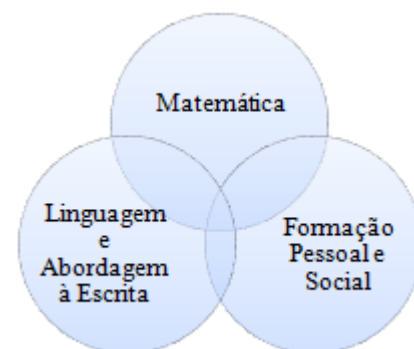 Matemática
Linguagem
e
Abordagem
à Escrita
Formação
Pessoal e
Social